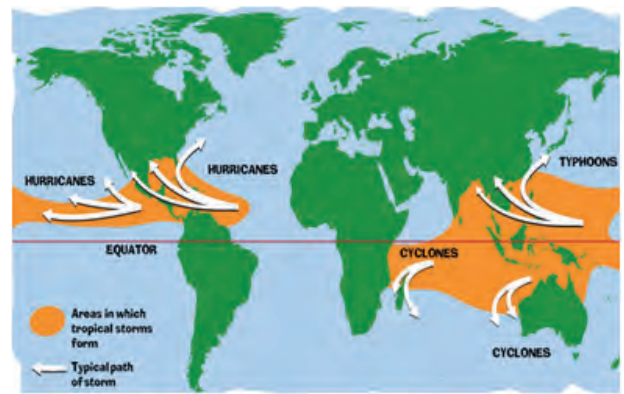 HURRICANES
HURRICANES
TYPHOONS
EQUATOR
CYCLONES
CYCLONES
Areas in which
tropical storms
form
Typical path
of storm